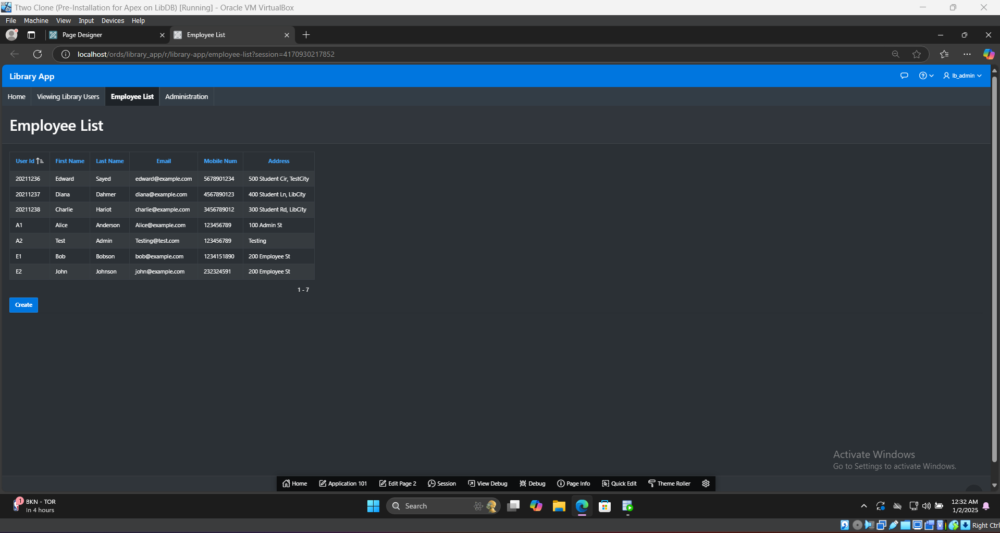 Ttwo Clone (Pre-Installation for Apex on LibDB) [Running] - Oracle VM VirtualBox
File Machine View Input Devices Help
Page Designer Employee List
localhost/ords/library_app/r/library-app/employee-list?session=4170930217852
Library App lb_admin
Home Viewing Library Users Employee List Administration
Employee List
User Id First Name Last Name Email Mobile Num Address
20211236 Edward Sayed edward@example.com 5678901234 500 Student Cir, TestCity
20211237 Diana Dahmer diana@example.com 4567890123 400 Student Ln, LibCity
20211238 Charlie Hariot charlie@example.com 3456789012 300 Student Rd, LibCity
A1 Alice Anderson Alice@example.com 123456789 100 Admin St
A2 Test Admin Testing@test.com 123456789 Testing
E1 Bob Bobson bob@example.com 1234151890 200 Employee St
E2 John Johnson john@example.com 232324591 200 Employee St
1 - 7
Create
Activate Windows
Go to Settings to activate Windows.
Home Application 101 Edit Page 2 Session View Debug Debug Page Info Quick Edit Theme Roller
1 BKN - TOR
In 4 hours
Search
12:32 AM
1/2/2025
Right Ctrl